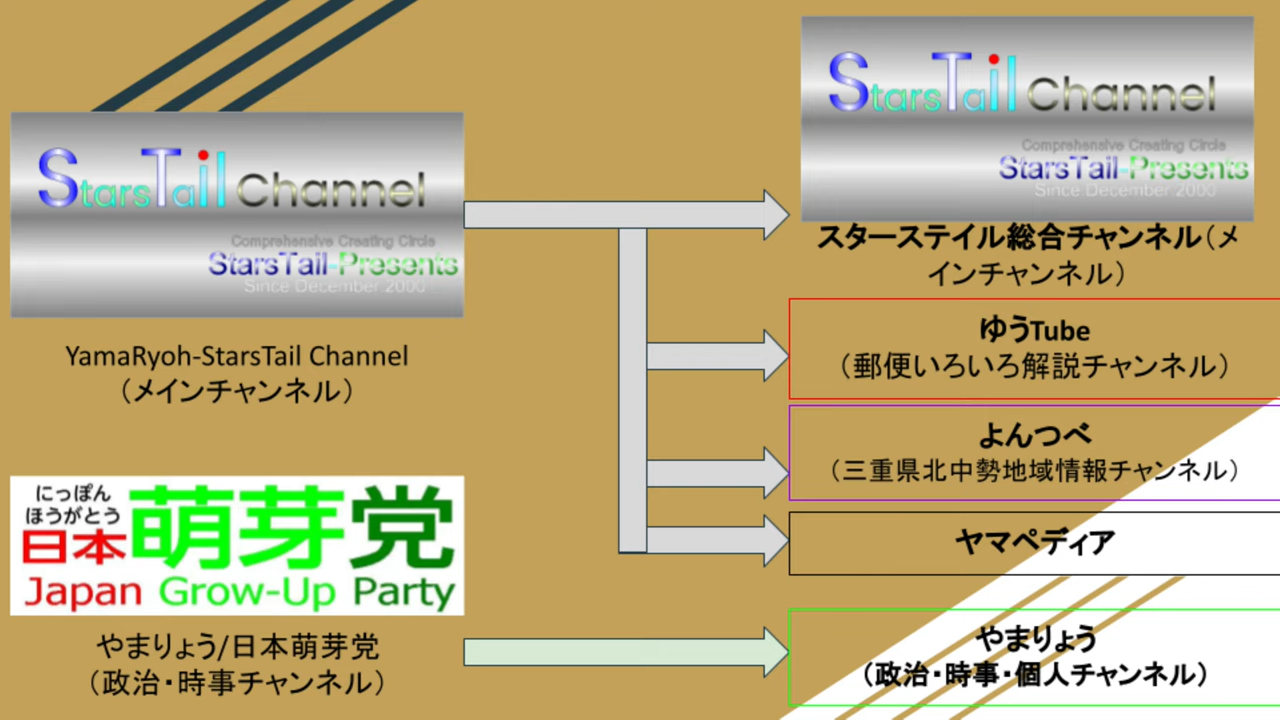 StarsTail Channel
Comprehensive Creating Circle
StarsTail-Presents
Since December.2000
YamaRyoh-StarsTail Channel
（メインチャンネル）
にっぽん
ほうがとう
日本萌芽党
Japan Grow-Up Party
やまりょう/日本萌芽党
（政治・時事チャンネル）
StarsTail Channel
Comprehensive Creating Circle
StarsTail-Presents
Since December.2000
スターステイル総合チャンネル（メ
インチャンネル）
ゆうTube
（郵便いろいろ解説チャンネル）
よんつべ
（三重県北中勢地域情報チャンネル）
ヤマペディア
やまりょう
（政治・時事・個人チャンネル）